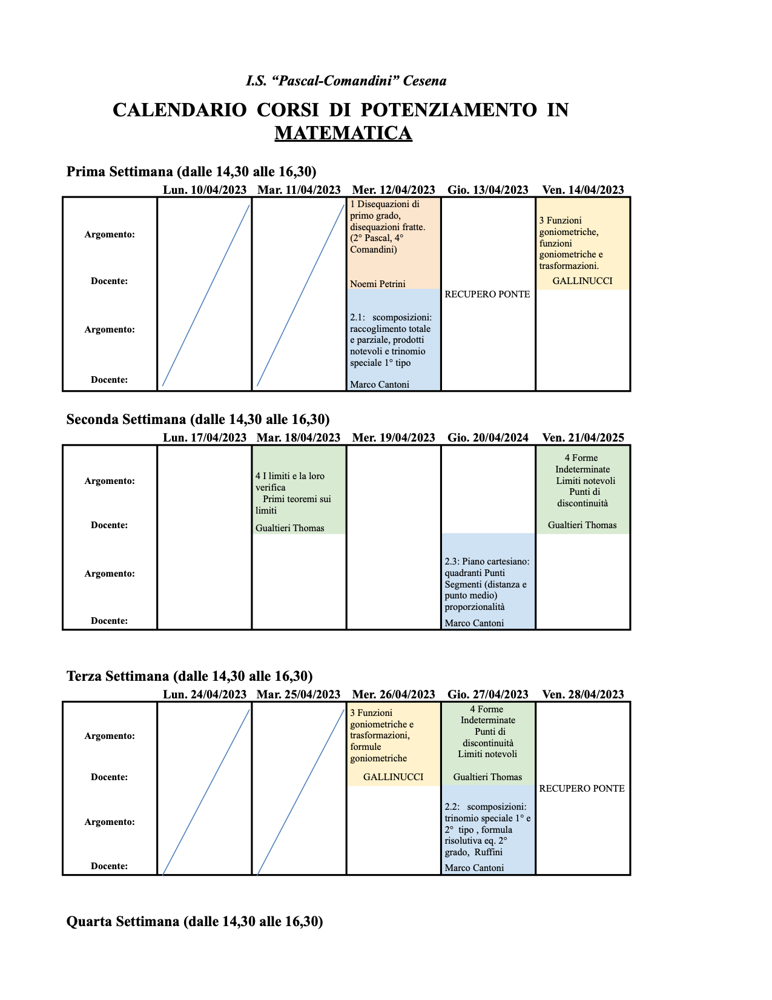 I.S. “Pascal-Comandini” Cesena
CALENDARIO CORSI DI POTENZIAMENTO IN
MATEMATICA
Prima Settimana (dalle 14,30 alle 16,30)
Lun. 10/04/2023 Mar. 11/04/2023 Mer. 12/04/2023 Gio. 13/04/2023 Ven. 14/04/2023
Argomento:
1 Disequazioni di
primo grado,
disequazioni fratte.
(2° Pascal, 4°
Comandini)
3 Funzioni
goniometriche,
funzioni
goniometriche e
trasformazioni.
Docente:
Noemi Petrini
GALLINUCCI
RECUPERO PONTE
Argomento:
2.1: scomposizioni:
raccoglimento totale
e parziale, prodotti
notevoli e trinomio
speciale 1° tipo
Docente:
Marco Cantoni
Seconda Settimana (dalle 14,30 alle 16,30)
Lun. 17/04/2023 Mar. 18/04/2023 Mer. 19/04/2023 Gio. 20/04/2024 Ven. 21/04/2025
Argomento:
4 I limiti e la loro
verifica
Primi teoremi sui
limiti
4 Forme
Indeterminate
Limiti notevoli
Punti di
discontinuità
Docente:
Gualtieri Thomas
Gualtieri Thomas
Argomento:
2.3: Piano cartesiano:
quadranti Punti
Segmenti (distanza e
punto medio)
proporzionalità
Docente:
Marco Cantoni
Terza Settimana (dalle 14,30 alle 16,30)
Lun. 24/04/2023 Mar. 25/04/2023 Mer. 26/04/2023 Gio. 27/04/2023 Ven. 28/04/2023
Argomento:
3 Funzioni
goniometriche e
trasformazioni,
formule
goniometriche
4 Forme
Indeterminate
Punti di
discontinuità
Limiti notevoli
Docente:
GALLINUCCI
Gualtieri Thomas
RECUPERO PONTE
Argomento:
2.2: scomposizioni:
trinomio speciale 1° e
2° tipo , formula
risolutiva eq. 2°
grado, Ruffini
Docente:
Marco Cantoni
Quarta Settimana (dalle 14,30 alle 16,30)